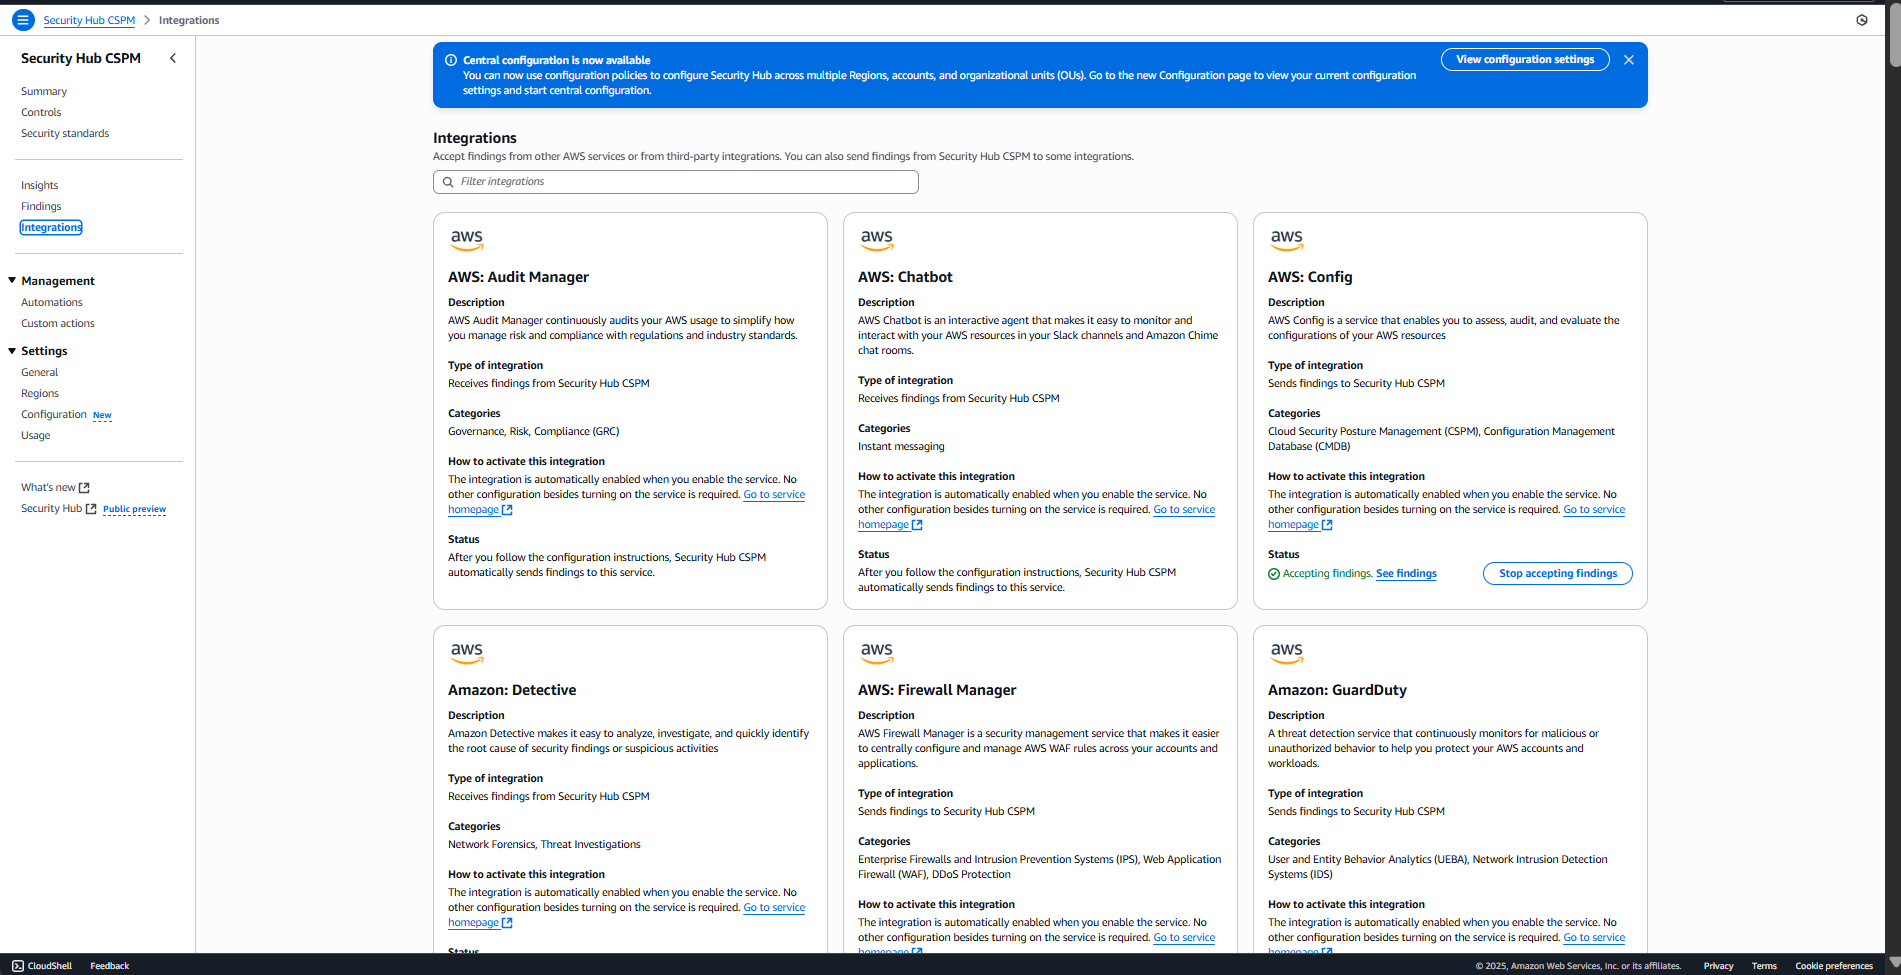 Security Hub CSPM > Integrations
Security Hub CSPM
Summary
Controls
Security standards
Insights
Findings
Integrations
Management
Automations
Custom actions
Settings
General
Regions
Configuration New
Usage
What's new
Security Hub Public preview
Central configuration is now available
You can now use configuration policies to configure Security Hub across multiple Regions, accounts, and organizational units (OUs). Go to the new Configuration page to view your current configuration
settings and start central configuration.
View configuration settings
Integrations
Accept findings from other AWS services or from third-party integrations. You can also send findings from Security Hub CSPM to some integrations.
Filter integrations
aws
AWS: Audit Manager
Description
AWS Audit Manager continuously audits your AWS usage to simplify how
you manage risk and compliance with regulations and industry standards.
Type of integration
Receives findings from Security Hub CSPM
Categories
Governance, Risk, Compliance (GRC)
How to activate this integration
The integration is automatically enabled when you enable the service. No
other configuration besides turning on the service is required. Go to service
homepage
Status
After you follow the configuration instructions, Security Hub CSPM
automatically sends findings to this service.
aws
AWS: Chatbot
Description
AWS Chatbot is an interactive agent that makes it easy to monitor and
interact with your AWS resources in your Slack channels and Amazon Chime
chat rooms.
Type of integration
Receives findings from Security Hub CSPM
Categories
Instant messaging
How to activate this integration
The integration is automatically enabled when you enable the service. No
other configuration besides turning on the service is required. Go to service
homepage
Status
After you follow the configuration instructions, Security Hub CSPM
automatically sends findings to this service.
aws
AWS: Config
Description
AWS Config is a service that enables you to assess, audit, and evaluate the
configurations of your AWS resources
Type of integration
Sends findings to Security Hub CSPM
Categories
Cloud Security Posture Management (CSPM), Configuration Management
Database (CMDB)
How to activate this integration
The integration is automatically enabled when you enable the service. No
other configuration besides turning on the service is required. Go to service
homepage
Status
Accepting findings. See findings
Stop accepting findings
aws
Amazon: Detective
Description
Amazon Detective makes it easy to analyze, investigate, and quickly identify
the root cause of security findings or suspicious activities
Type of integration
Receives findings from Security Hub CSPM
Categories
Network Forensics, Threat Investigations
How to activate this integration
The integration is automatically enabled when you enable the service. No
other configuration besides turning on the service is required. Go to service
homepage
Status
aws
AWS: Firewall Manager
Description
AWS Firewall Manager is a security management service that makes it easier
to centrally configure and manage AWS WAF rules across your accounts and
applications.
Type of integration
Sends findings to Security Hub CSPM
Categories
Enterprise Firewalls and Intrusion Prevention Systems (IPS), Web Application
Firewall (WAF), DDoS Protection
How to activate this integration
The integration is automatically enabled when you enable the service. No
other configuration besides turning on the service is required. Go to service
homepage
aws
Amazon: GuardDuty
Description
A threat detection service that continuously monitors for malicious or
unauthorized behavior to help you protect your AWS accounts and
workloads.
Type of integration
Sends findings to Security Hub CSPM
Categories
User and Entity Behavior Analytics (UEBA), Network Intrusion Detection
Systems (IDS)
How to activate this integration
The integration is automatically enabled when you enable the service. No
other configuration besides turning on the service is required. Go to service
homepage
CloudShell Feedback
© 2025, Amazon Web Services, Inc. or its affiliates. Privacy Terms Cookie preferences